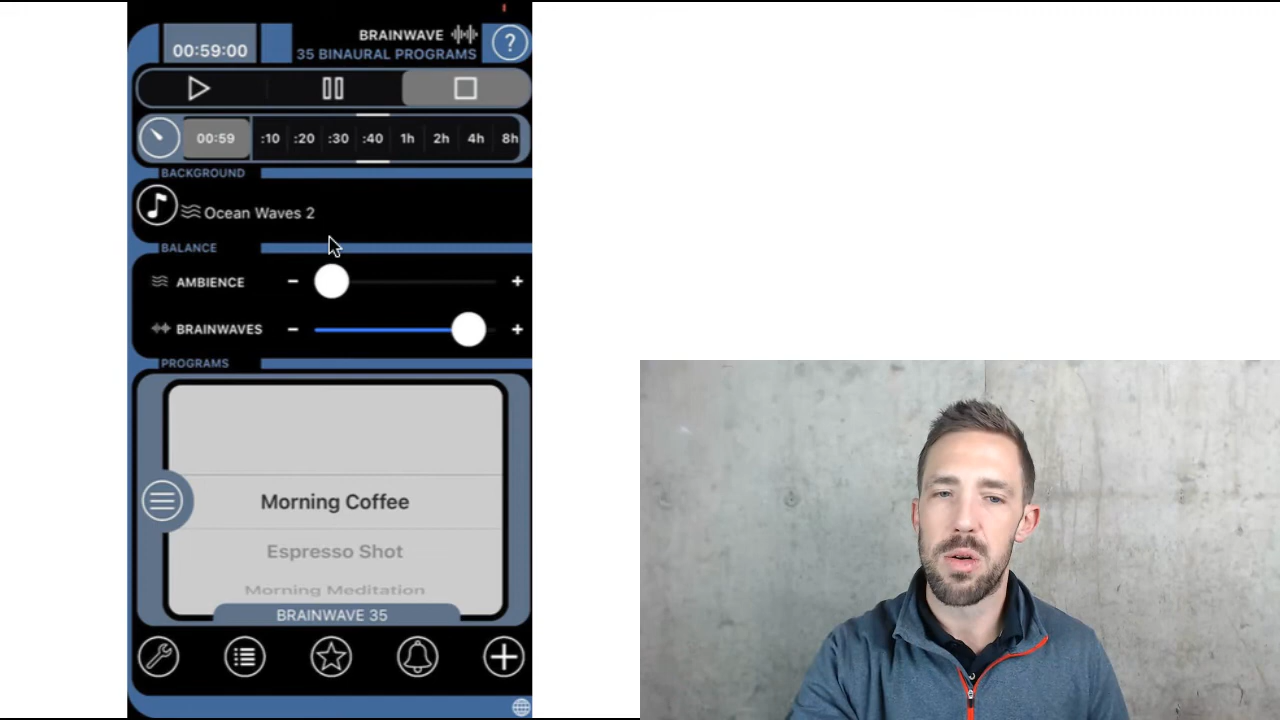 00:59:00
BRAINWAVE
35 BINAURAL PROGRAMS
?
00:59 :10 :20 :30 :40 1h 2h 4h 8h
BACKGROUND
Ocean Waves 2
BALANCE
AMBIENCE - +
BRAINWAVES - +
PROGRAMS
Morning Coffee
Espresso Shot
Morning Meditation
BRAINWAVE 35